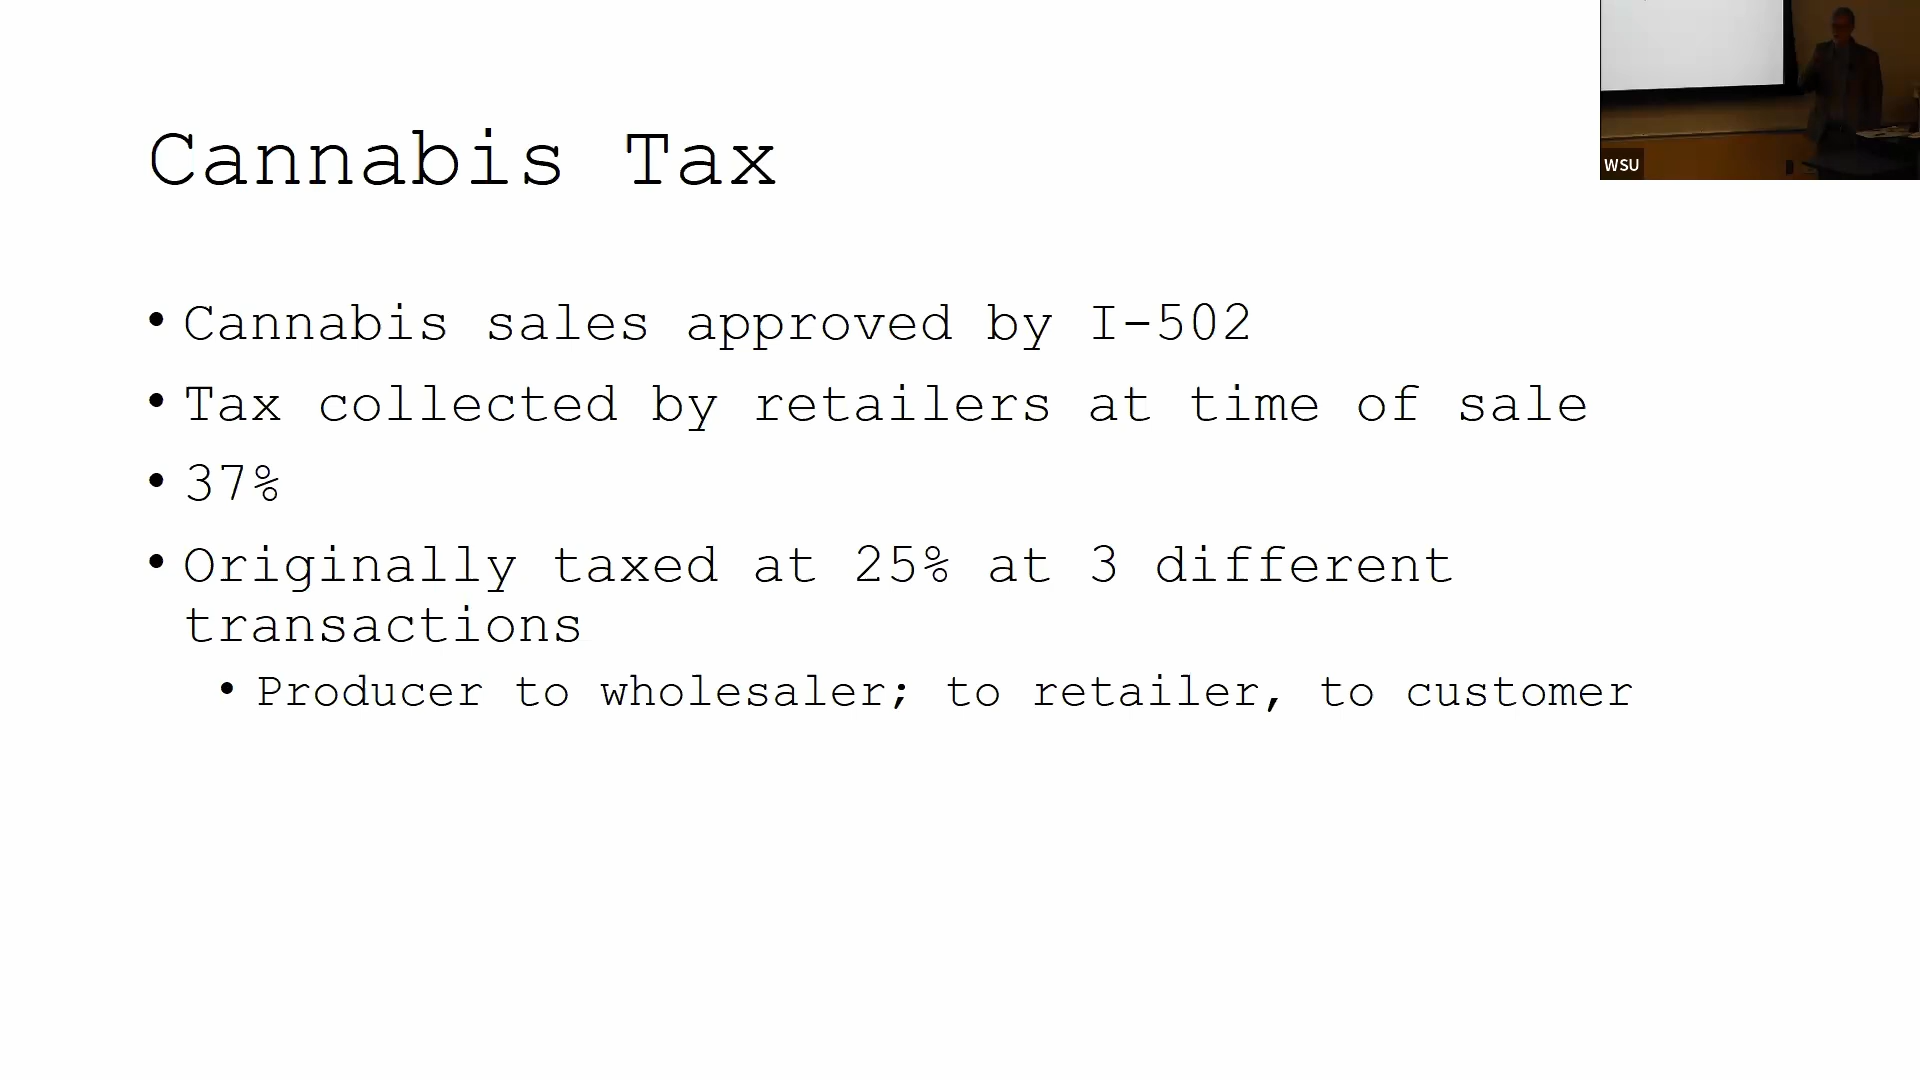 Cannabis Tax
• Cannabis sales approved by I-502
• Tax collected by retailers at time of sale
• 37%
• Originally taxed at 25% at 3 different
transactions
• Producer to wholesaler; to retailer, to customer
WSU